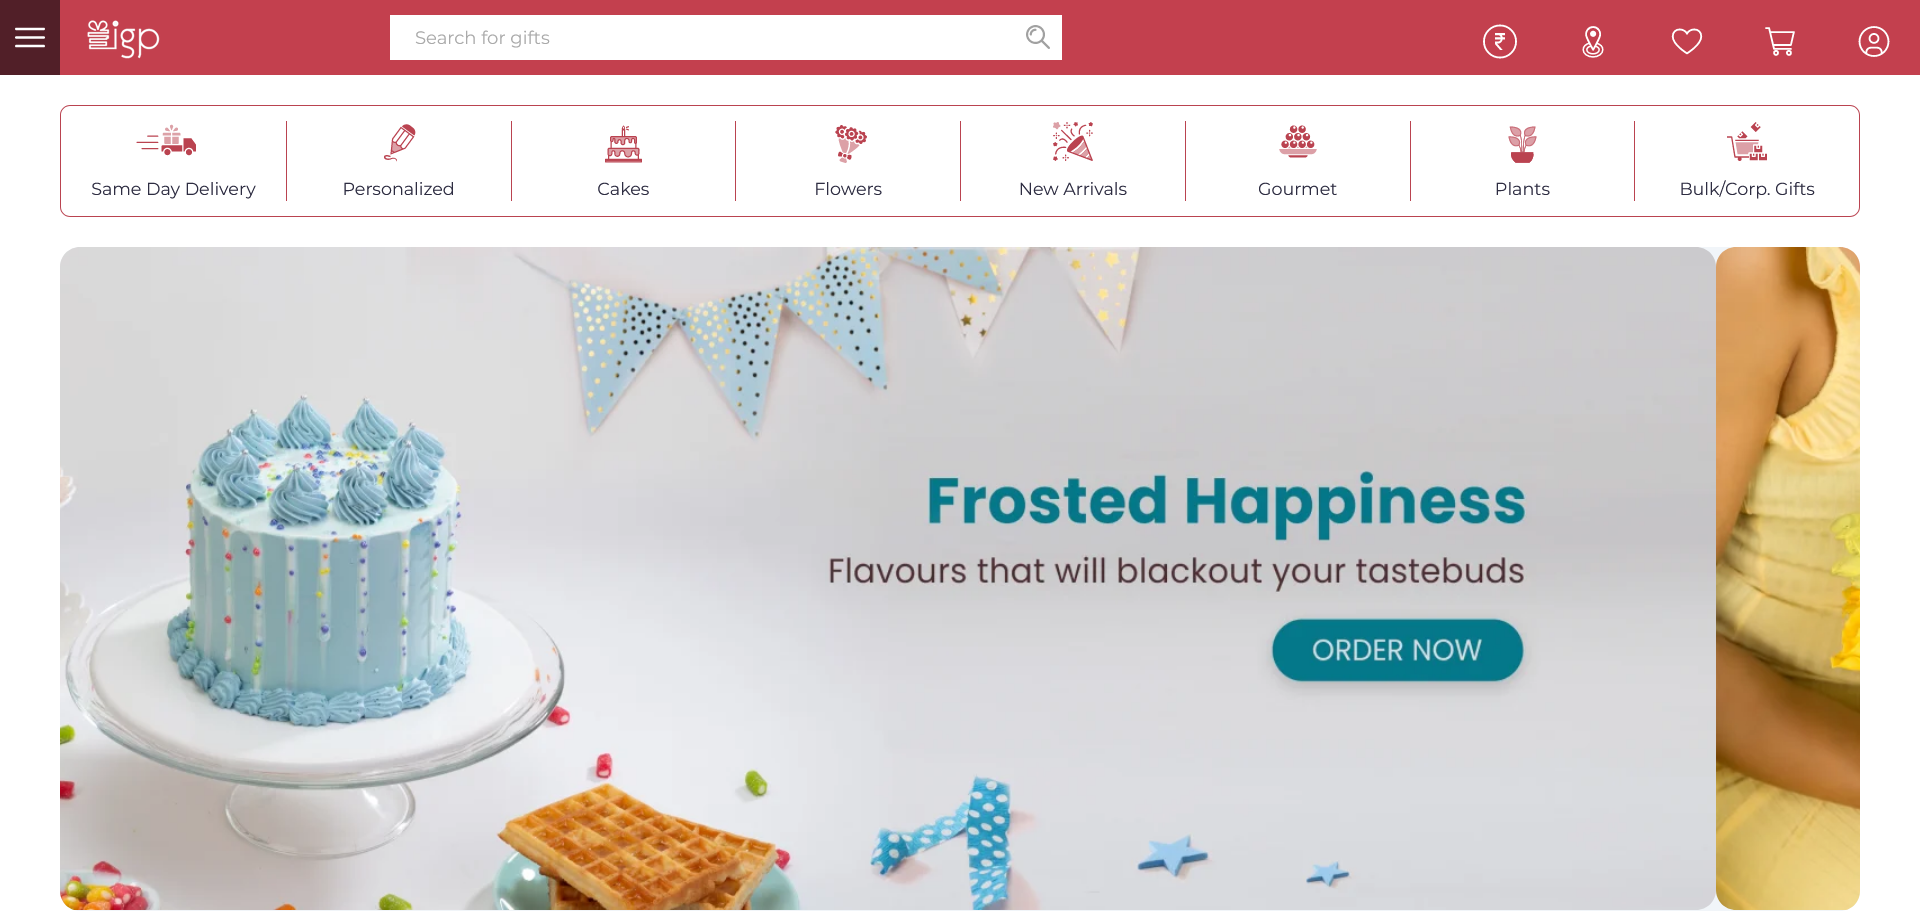 igp
Search for gifts
₹
Same Day Delivery
Personalized
Cakes
Flowers
New Arrivals
Gourmet
Plants
Bulk/Corp. Gifts
Frosted Happiness
Flavours that will blackout your tastebuds
ORDER NOW